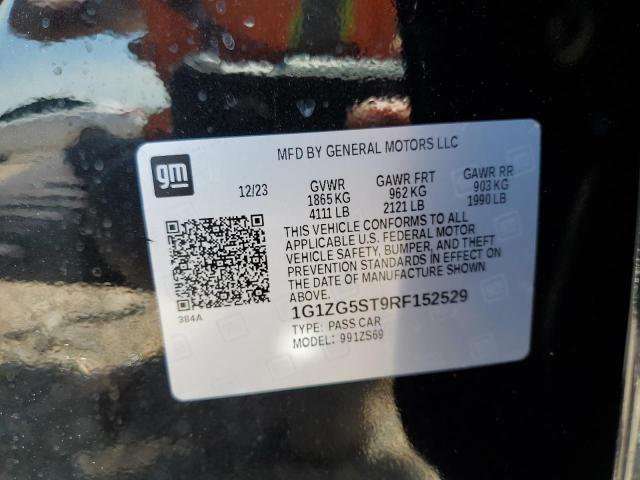 MFD BY GENERAL MOTORS LLC
gm
12/23 GVWR GAWR FRT GAWR RR
1865 KG 962 KG 903 KG
4111 LB 2121 LB 1990 LB
THIS VEHICLE CONFORMS TO ALL
APPLICABLE U.S. FEDERAL MOTOR
VEHICLE SAFETY, BUMPER, AND THEFT
PREVENTION STANDARDS IN EFFECT ON
THE DATE OF MANUFACTURE SHOWN
ABOVE.
384A
1G1ZG5ST9RF152529
TYPE: PASS CAR
MODEL: 991ZS69